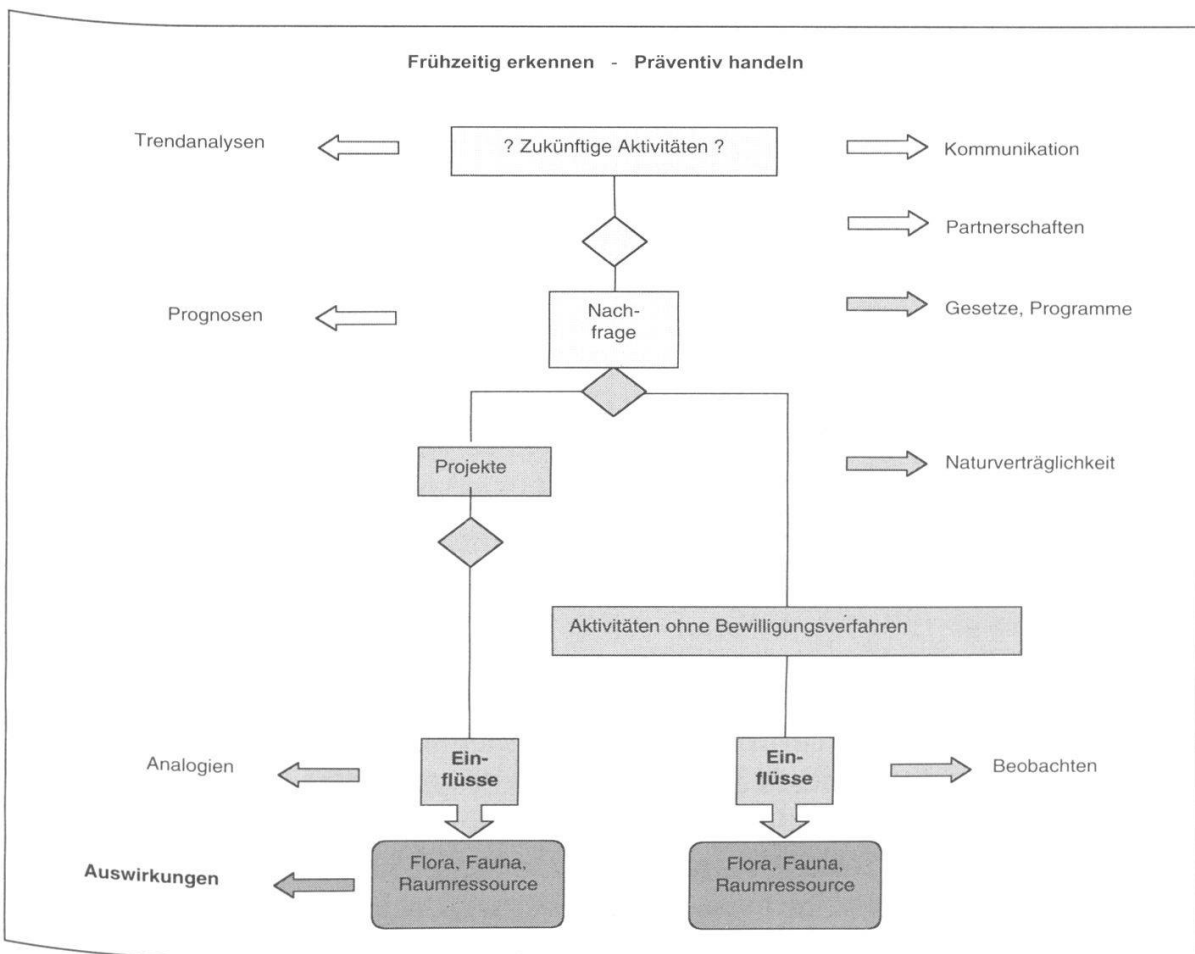 Frühzeitig erkennen - Präventiv handeln
Trendanalysen
? Zukünftige Aktivitäten ?
Kommunikation
Partnerschaften
Prognosen
Nach-
frage
Gesetze, Programme
Projekte
Naturverträglichkeit
Aktivitäten ohne Bewilligungsverfahren
Analogien
Ein-
flüsse
Ein-
flüsse
Beobachten
Auswirkungen
Flora, Fauna,
Raumressource
Flora, Fauna,
Raumressource